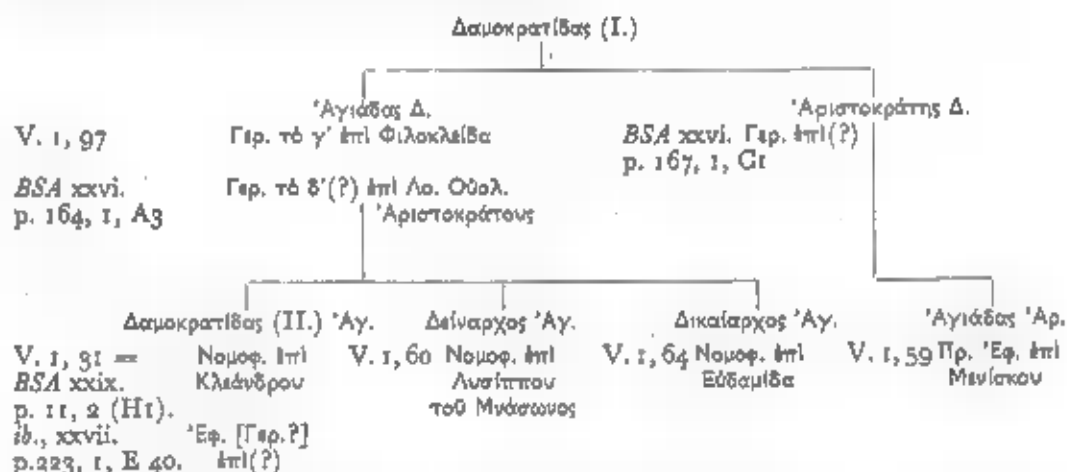 Δαμοκρατίδας (I.)
Ἀγιάδας Δ. Ἀριστοκράτης Δ.
V. 1, 97 Γερ. τὸ γ' ἐπὶ Φιλοκλείδα BSA xxvi. Γερ. ἐπὶ(?)
p. 167, 1, C1
BSA xxvi. Γερ. τὸ δ'(?) ἐπὶ Λο. Οὐολ.
p. 164, 1, A3 Ἀριστοκράτους
Δαμοκρατίδας (II.) Ἀγ. Δείναρχος Ἀγ. Δικαίαρχος Ἀγ. Ἀγιάδας Ἀρ.
V. 1, 31 = Νομοφ. ἐπὶ V. 1, 60 Νομοφ. ἐπὶ V. 1, 64 Νομοφ. ἐπὶ V. 1, 59 Πρ. Ἐφ. ἐπὶ
BSA xxix. Κλεάνδρου Λυσίππου Εὐδαμίδα Μενίσκου
p. 11, 2 (H1). τοῦ Μνάσωνος
ib., xxvii. Ἐφ. [Γερ.?]
p.223, 1, E 40. ἐπὶ(?)